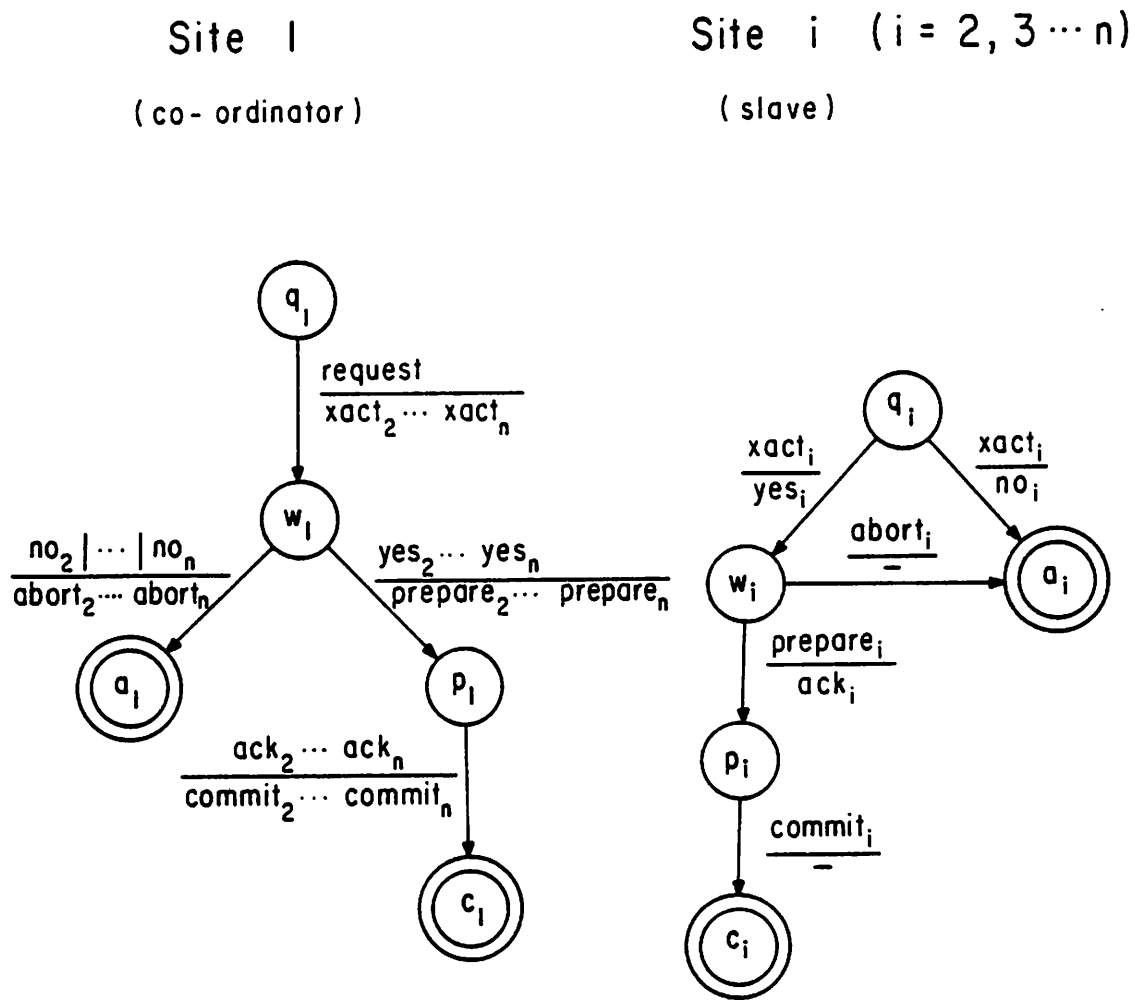 Site 1
(co-ordinator)
q₁
request
xact₂ ··· xactₙ
w₁
no₂ | ··· | noₙ
abort₂ ···· abortₙ
yes₂ ··· yesₙ
prepare₂ ··· prepareₙ
a₁
p₁
ack₂ ··· ackₙ
commit₂ ··· commitₙ
c₁
Site i (i = 2, 3 ··· n)
(slave)
qᵢ
xactᵢ
yesᵢ
xactᵢ
noᵢ
wᵢ
abortᵢ
–
aᵢ
prepareᵢ
ackᵢ
pᵢ
commitᵢ
–
cᵢ